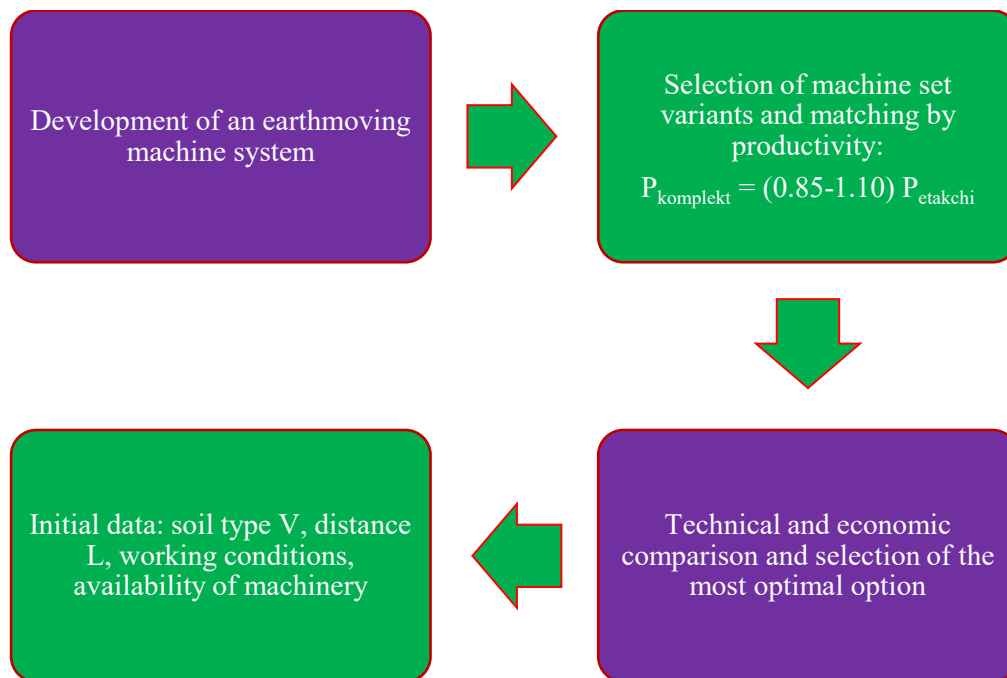 Development of an earthmoving
machine system
Selection of machine set
variants and matching by
productivity:
P_komplekt = (0.85-1.10) P_etakchi
Technical and economic
comparison and selection of the
most optimal option
Initial data: soil type V, distance
L, working conditions,
availability of machinery